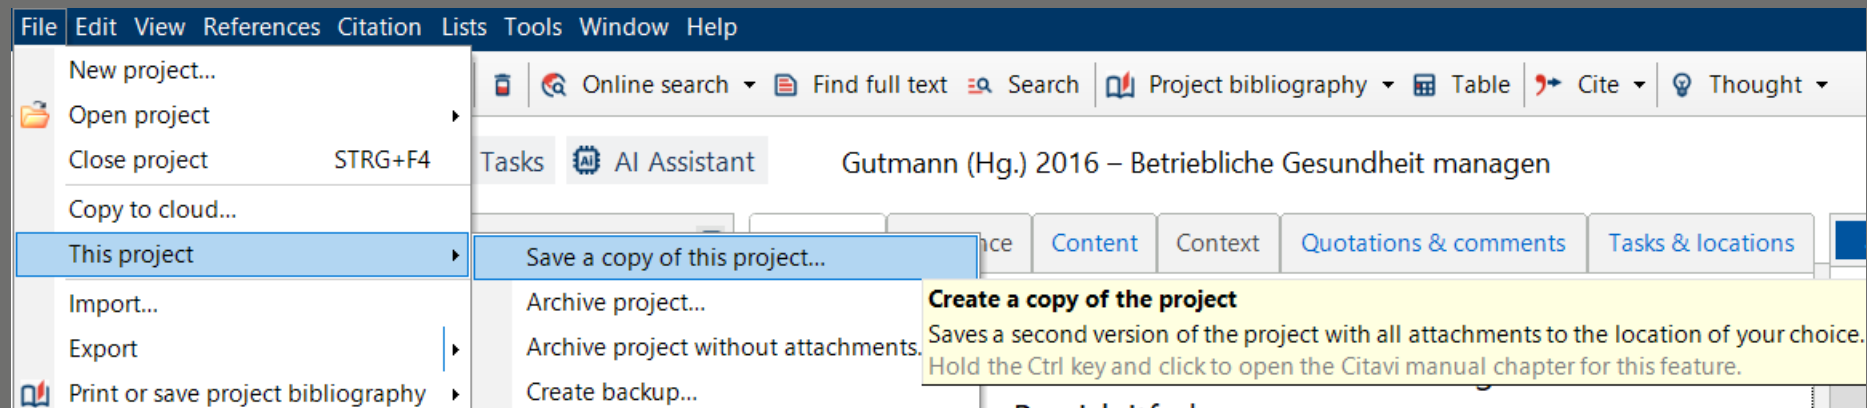 File Edit View References Citation Lists Tools Window Help
New project...
Open project
Close project STRG+F4
Copy to cloud...
This project
Import...
Export
Print or save project bibliography
Online search Find full text Search Project bibliography Table Cite Thought
Tasks AI Assistant Gutmann (Hg.) 2016 – Betriebliche Gesundheit managen
nce Content Context Quotations & comments Tasks & locations
Save a copy of this project...
Archive project...
Archive project without attachments.
Create backup...
Create a copy of the project
Saves a second version of the project with all attachments to the location of your choice.
Hold the Ctrl key and click to open the Citavi manual chapter for this feature.